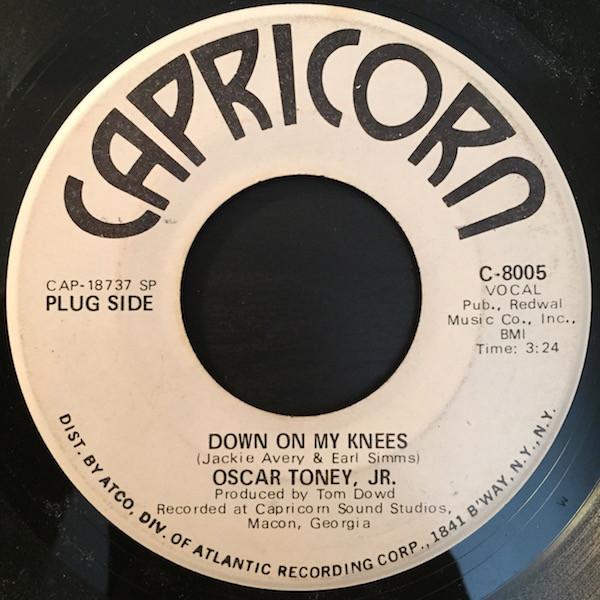 CAPRICORN
CAP-18737 SP
PLUG SIDE
C-8005
VOCAL
Pub., Redwal
Music Co., Inc.,
BMI
Time: 3:24
DOWN ON MY KNEES
(Jackie Avery & Earl Simms)
OSCAR TONEY, JR.
Produced by Tom Dowd
Recorded at Capricorn Sound Studios,
Macon, Georgia
DIST. BY ATCO, DIV. OF ATLANTIC RECORDING CORP., 1841 B'WAY, N.Y., N.Y.
W